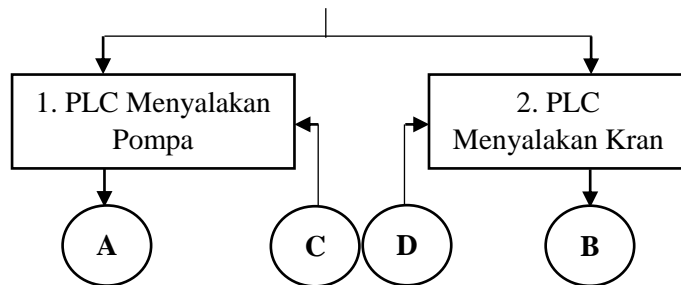 1. PLC Menyalakan
Pompa
2. PLC
Menyalakan Kran
A
C
D
B